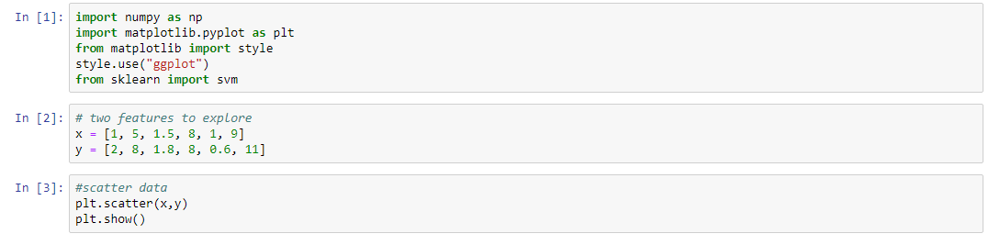 In [1]: import numpy as np
import matplotlib.pyplot as plt
from matplotlib import style
style.use("ggplot")
from sklearn import svm
In [2]: # two features to explore
x = [1, 5, 1.5, 8, 1, 9]
y = [2, 8, 1.8, 8, 0.6, 11]
In [3]: #scatter data
plt.scatter(x,y)
plt.show()